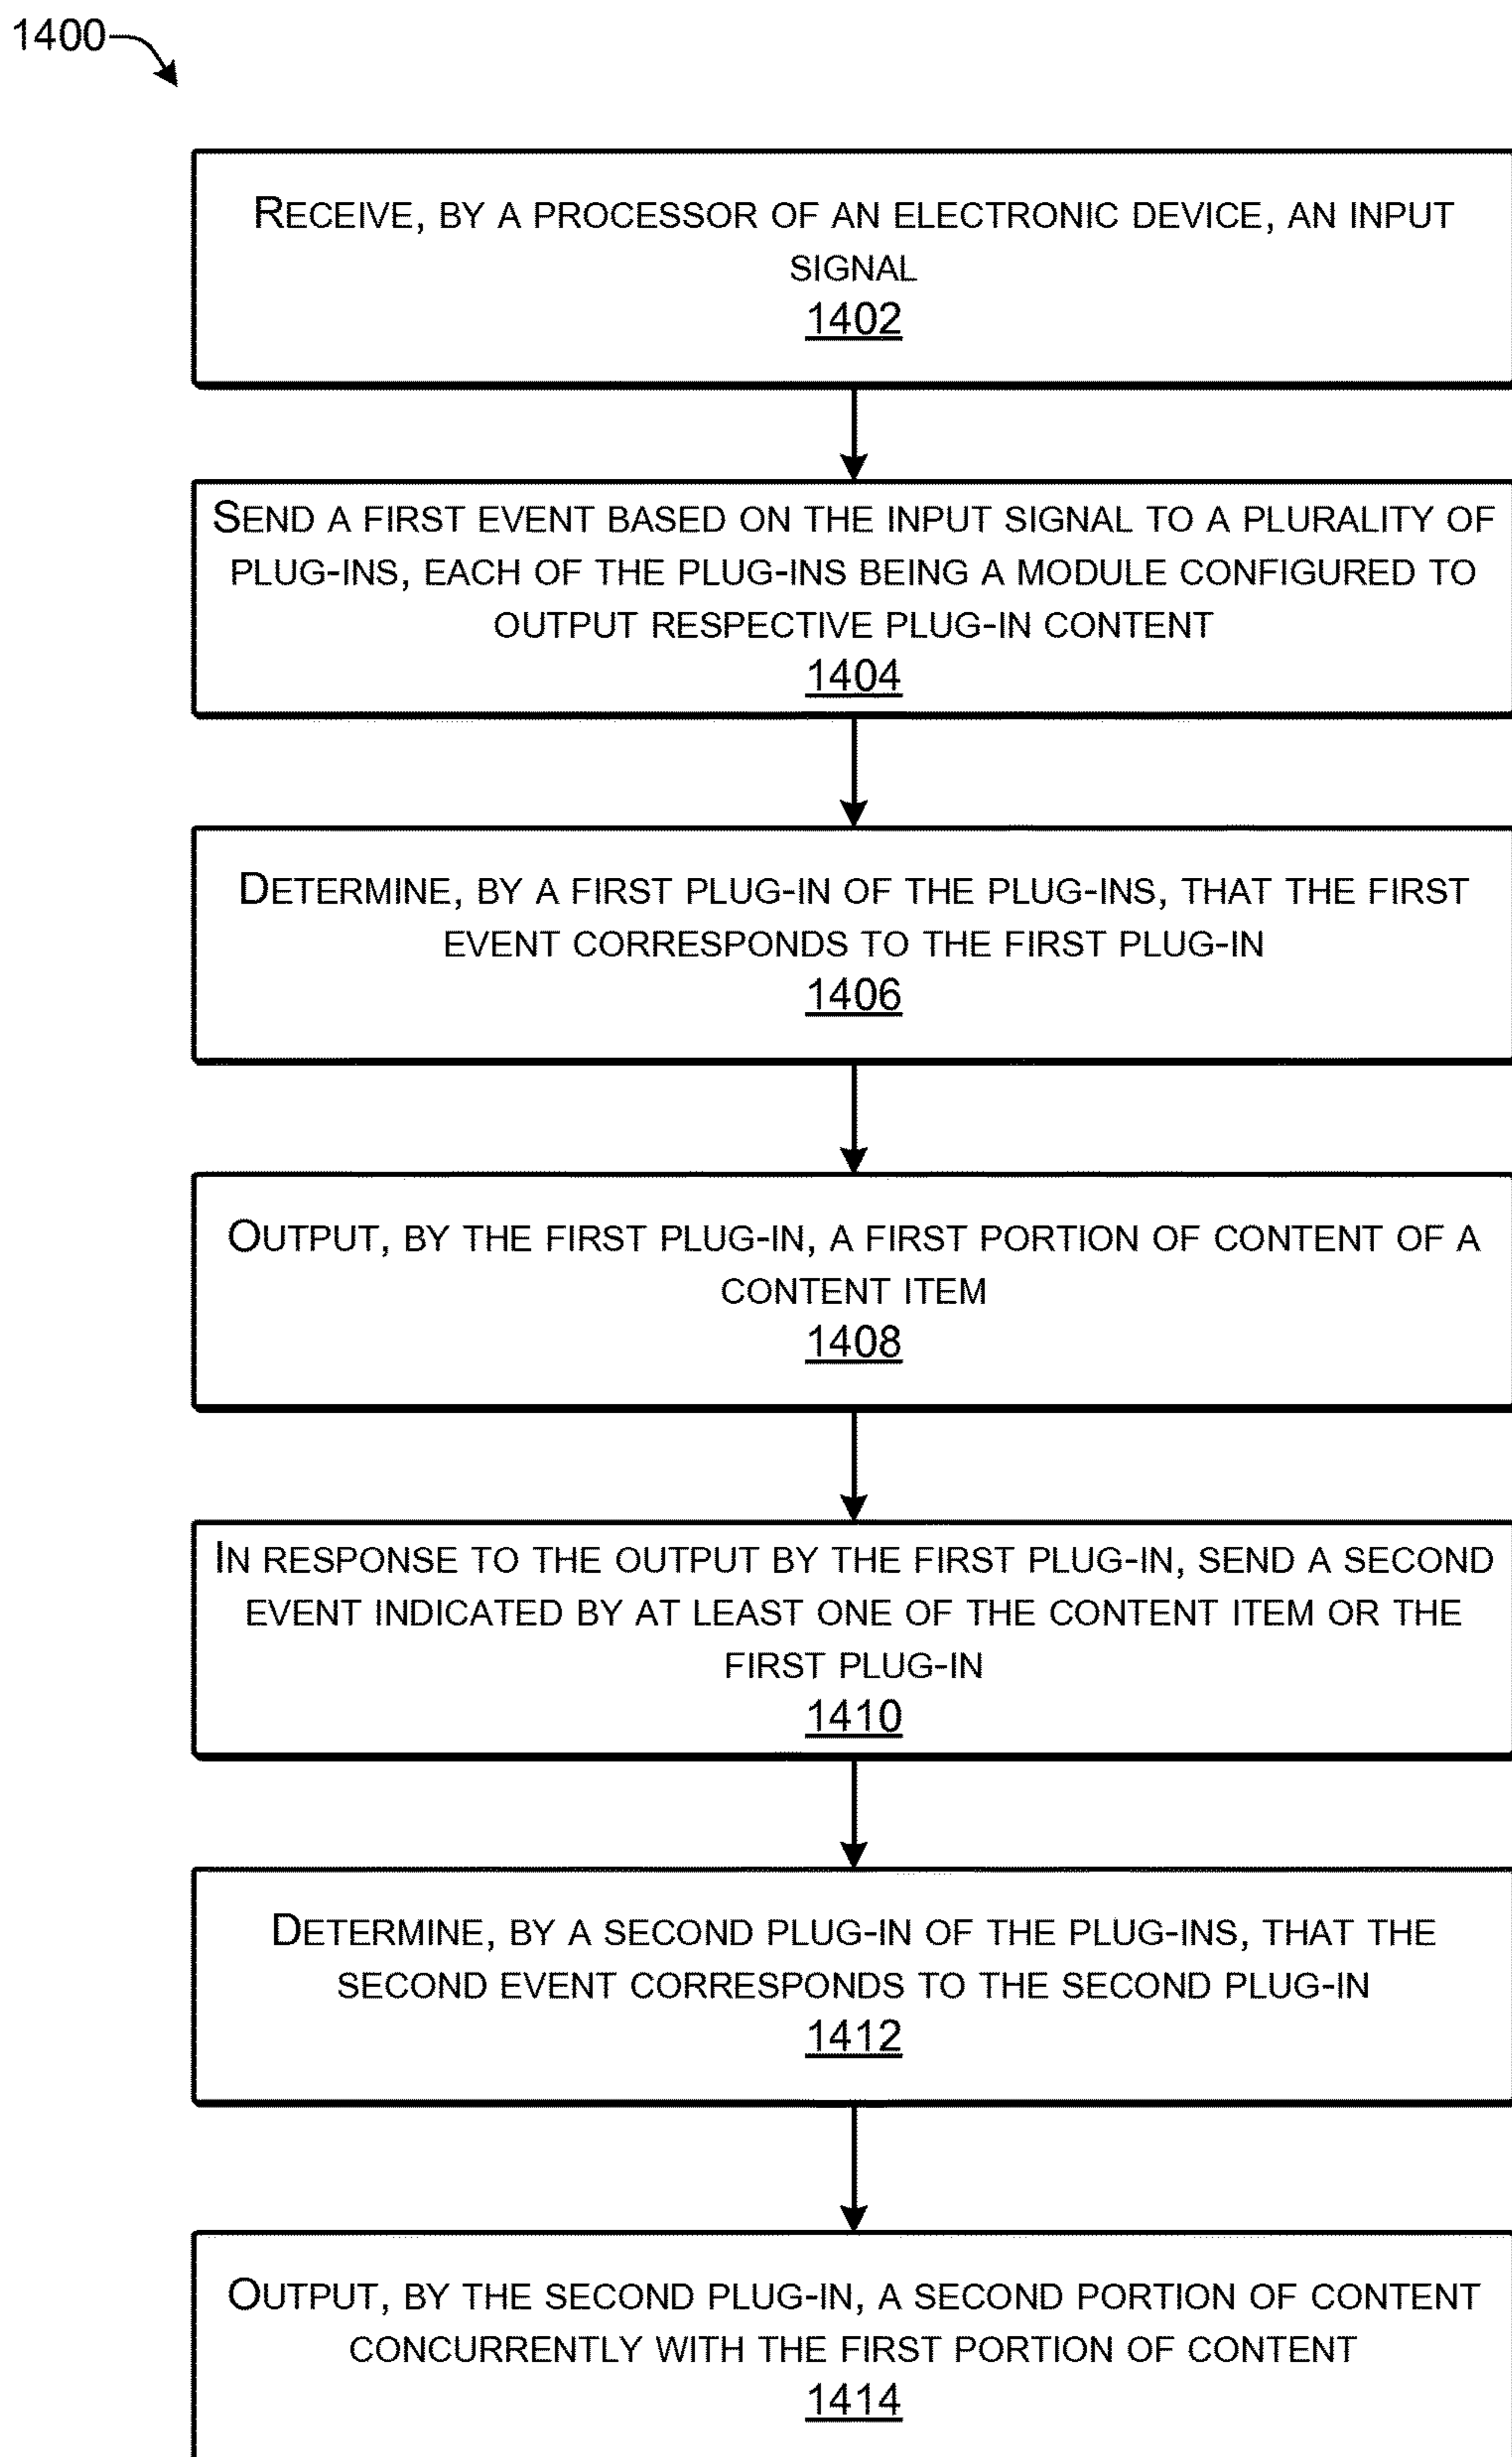 1400
RECEIVE, BY A PROCESSOR OF AN ELECTRONIC DEVICE, AN INPUT
SIGNAL
1402
SEND A FIRST EVENT BASED ON THE INPUT SIGNAL TO A PLURALITY OF
PLUG-INS, EACH OF THE PLUG-INS BEING A MODULE CONFIGURED TO
OUTPUT RESPECTIVE PLUG-IN CONTENT
1404
DETERMINE, BY A FIRST PLUG-IN OF THE PLUG-INS, THAT THE FIRST
EVENT CORRESPONDS TO THE FIRST PLUG-IN
1406
OUTPUT, BY THE FIRST PLUG-IN, A FIRST PORTION OF CONTENT OF A
CONTENT ITEM
1408
IN RESPONSE TO THE OUTPUT BY THE FIRST PLUG-IN, SEND A SECOND
EVENT INDICATED BY AT LEAST ONE OF THE CONTENT ITEM OR THE
FIRST PLUG-IN
1410
DETERMINE, BY A SECOND PLUG-IN OF THE PLUG-INS, THAT THE
SECOND EVENT CORRESPONDS TO THE SECOND PLUG-IN
1412
OUTPUT, BY THE SECOND PLUG-IN, A SECOND PORTION OF CONTENT
CONCURRENTLY WITH THE FIRST PORTION OF CONTENT
1414